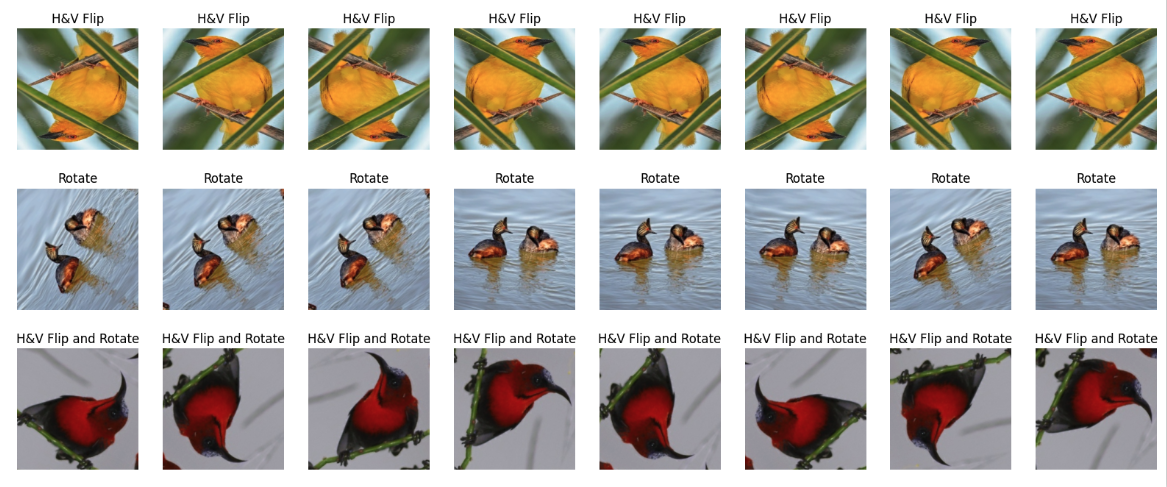 H&V Flip H&V Flip H&V Flip H&V Flip H&V Flip H&V Flip H&V Flip H&V Flip
Rotate Rotate Rotate Rotate Rotate Rotate Rotate Rotate
H&V Flip and Rotate H&V Flip and Rotate H&V Flip and Rotate H&V Flip and Rotate H&V Flip and Rotate H&V Flip and Rotate H&V Flip and Rotate H&V Flip and Rotate